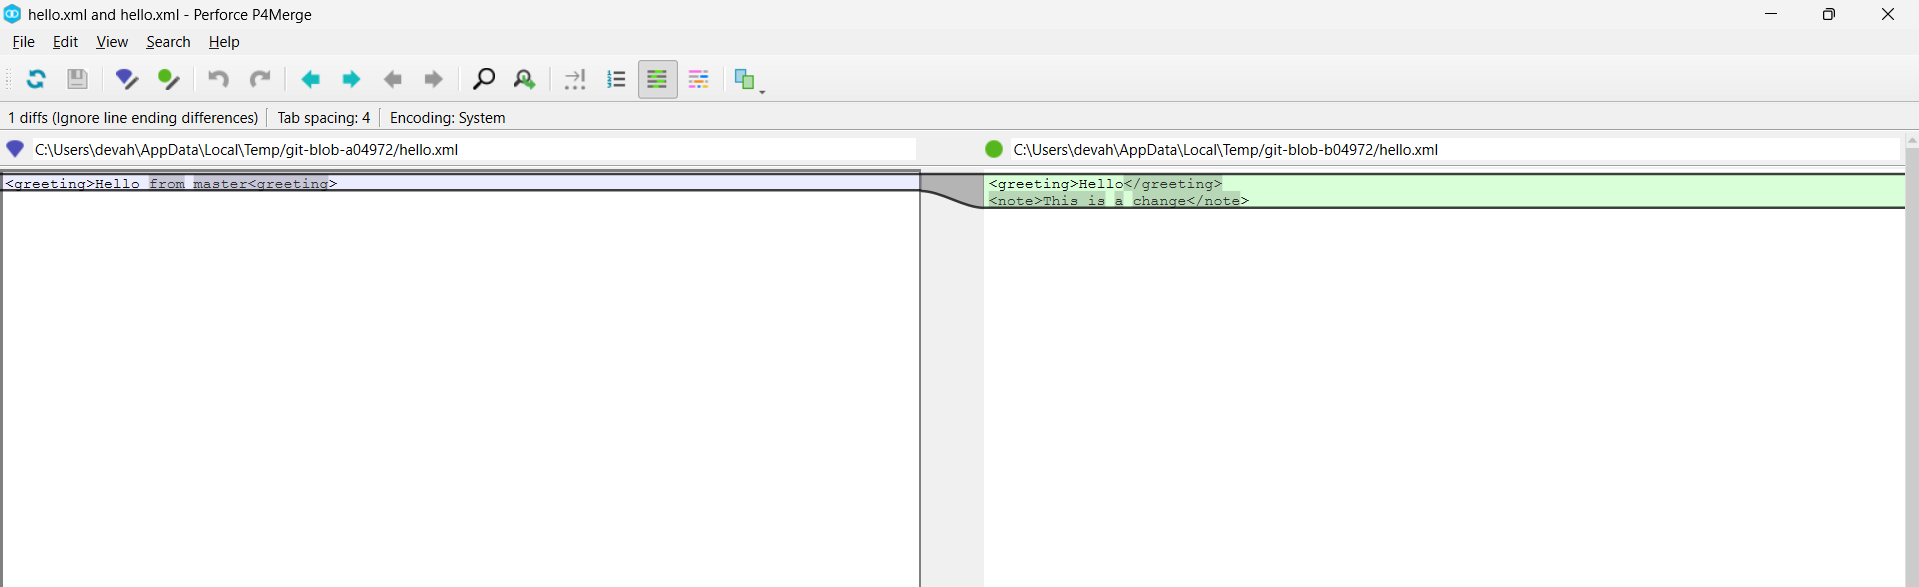 hello.xml and hello.xml - Perforce P4Merge
File Edit View Search Help
1 diffs (Ignore line ending differences) Tab spacing: 4 Encoding: System
C:\Users\devah\AppData\Local\Temp/git-blob-a04972/hello.xml
C:\Users\devah\AppData\Local\Temp/git-blob-b04972/hello.xml
<greeting>Hello from master<greeting>
<greeting>Hello</greeting>
<note>This is a change</note>